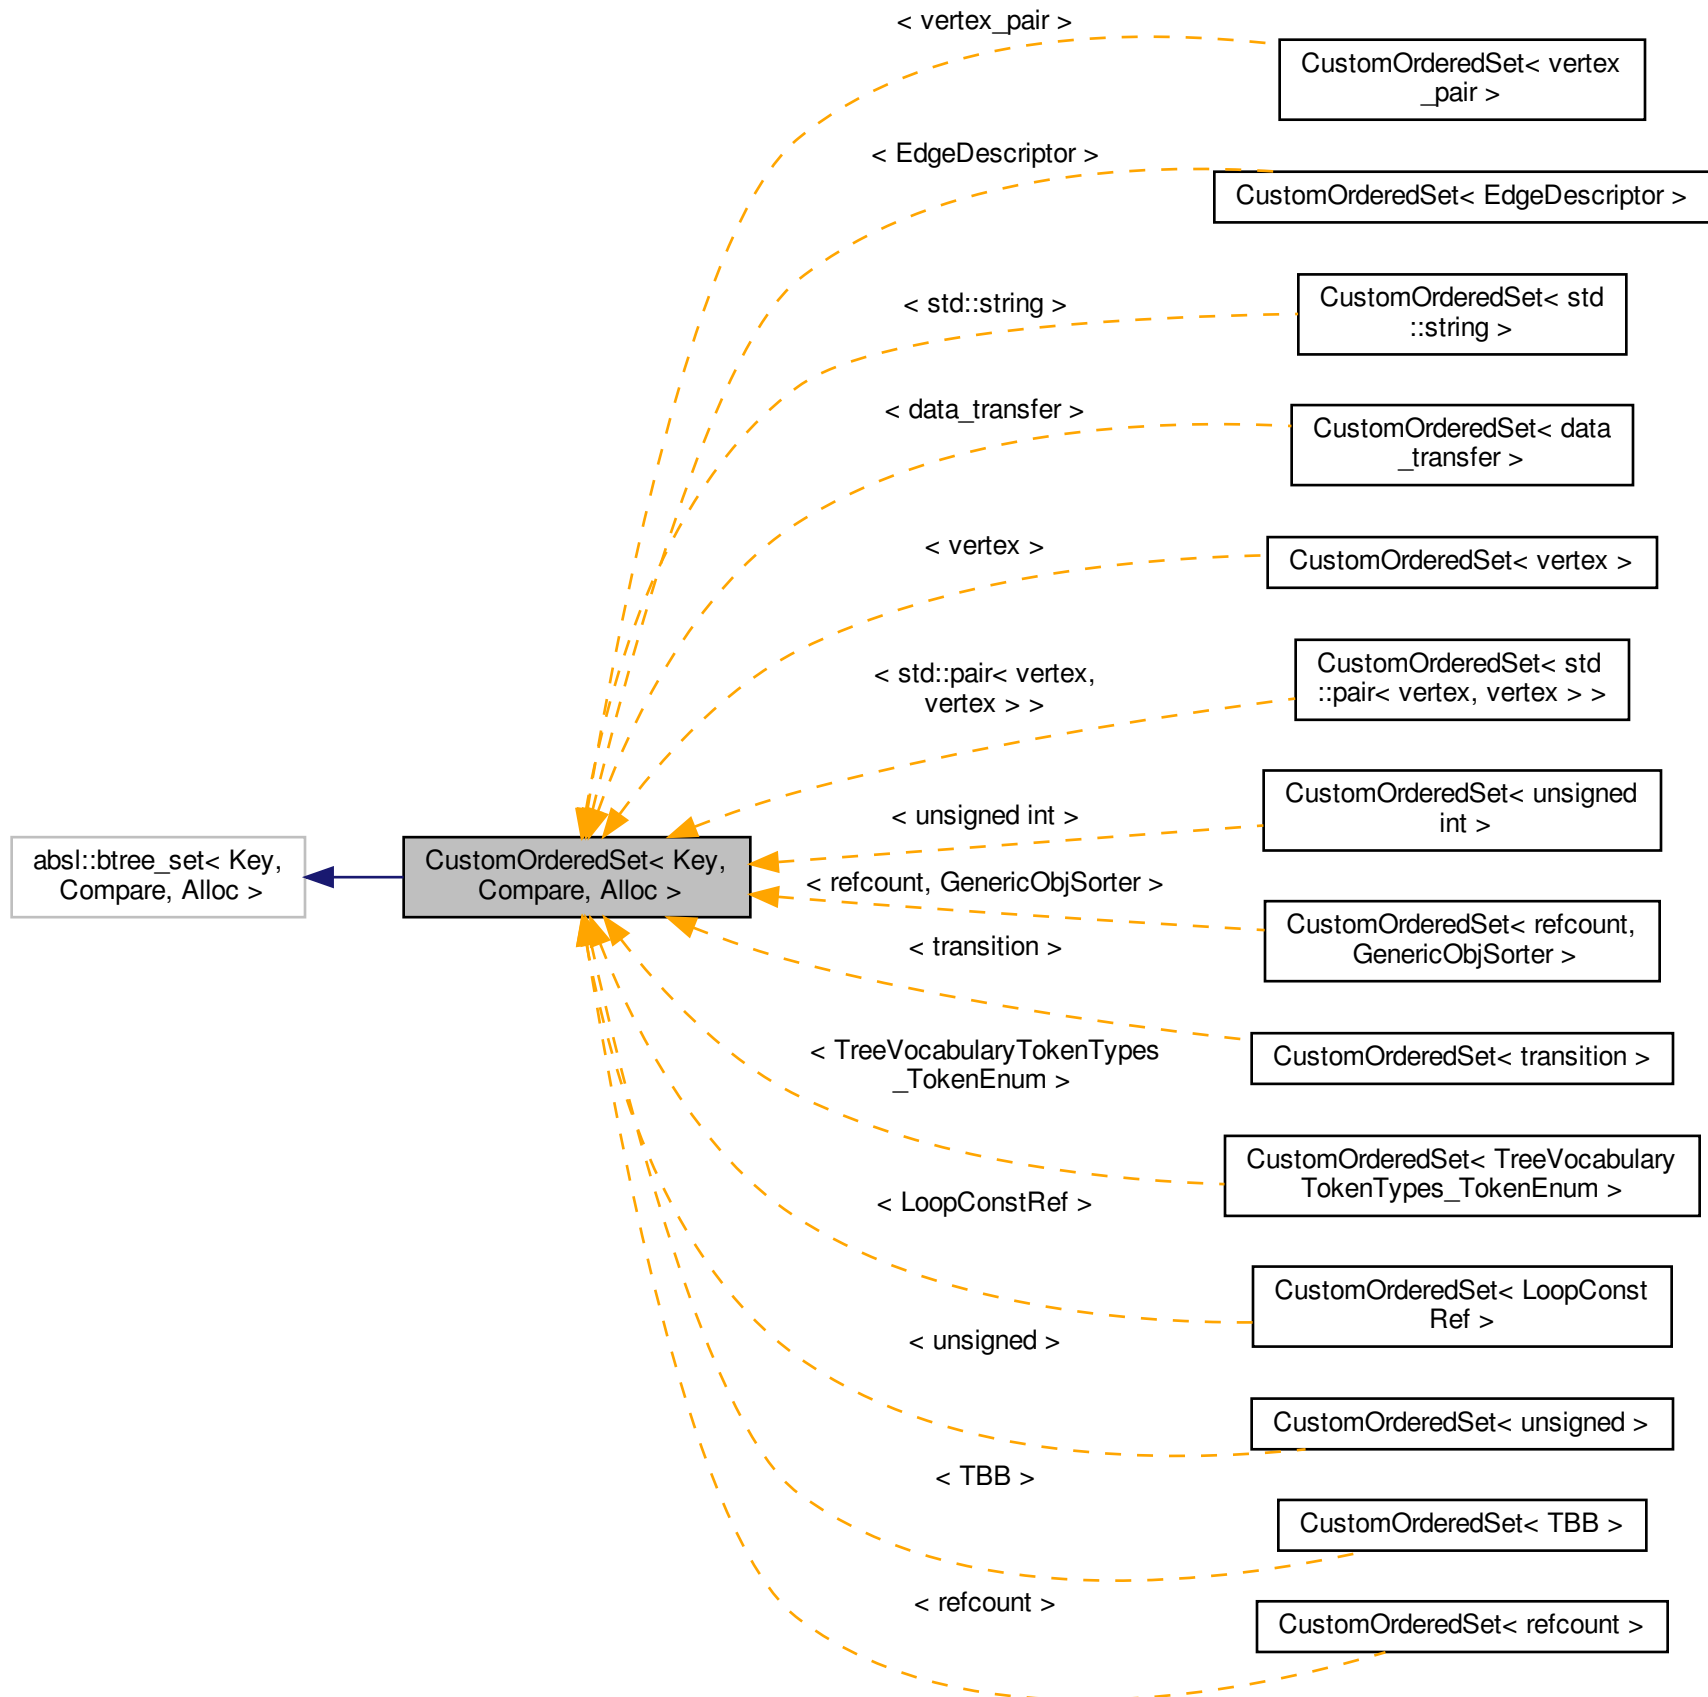 < vertex_pair >
CustomOrderedSet< vertex
_pair >
< EdgeDescriptor >
CustomOrderedSet< EdgeDescriptor >
< std::string >
CustomOrderedSet< std
::string >
< data_transfer >
CustomOrderedSet< data
_transfer >
< vertex >
CustomOrderedSet< vertex >
< std::pair< vertex,
vertex > >
CustomOrderedSet< std
::pair< vertex, vertex > >
< unsigned int >
CustomOrderedSet< unsigned
int >
absl::btree_set< Key,
Compare, Alloc >
CustomOrderedSet< Key,
Compare, Alloc >
< refcount, GenericObjSorter >
CustomOrderedSet< refcount,
GenericObjSorter >
< transition >
CustomOrderedSet< transition >
< TreeVocabularyTokenTypes
_TokenEnum >
CustomOrderedSet< TreeVocabulary
TokenTypes_TokenEnum >
< LoopConstRef >
CustomOrderedSet< LoopConst
Ref >
< unsigned >
CustomOrderedSet< unsigned >
< TBB >
CustomOrderedSet< TBB >
< refcount >
CustomOrderedSet< refcount >